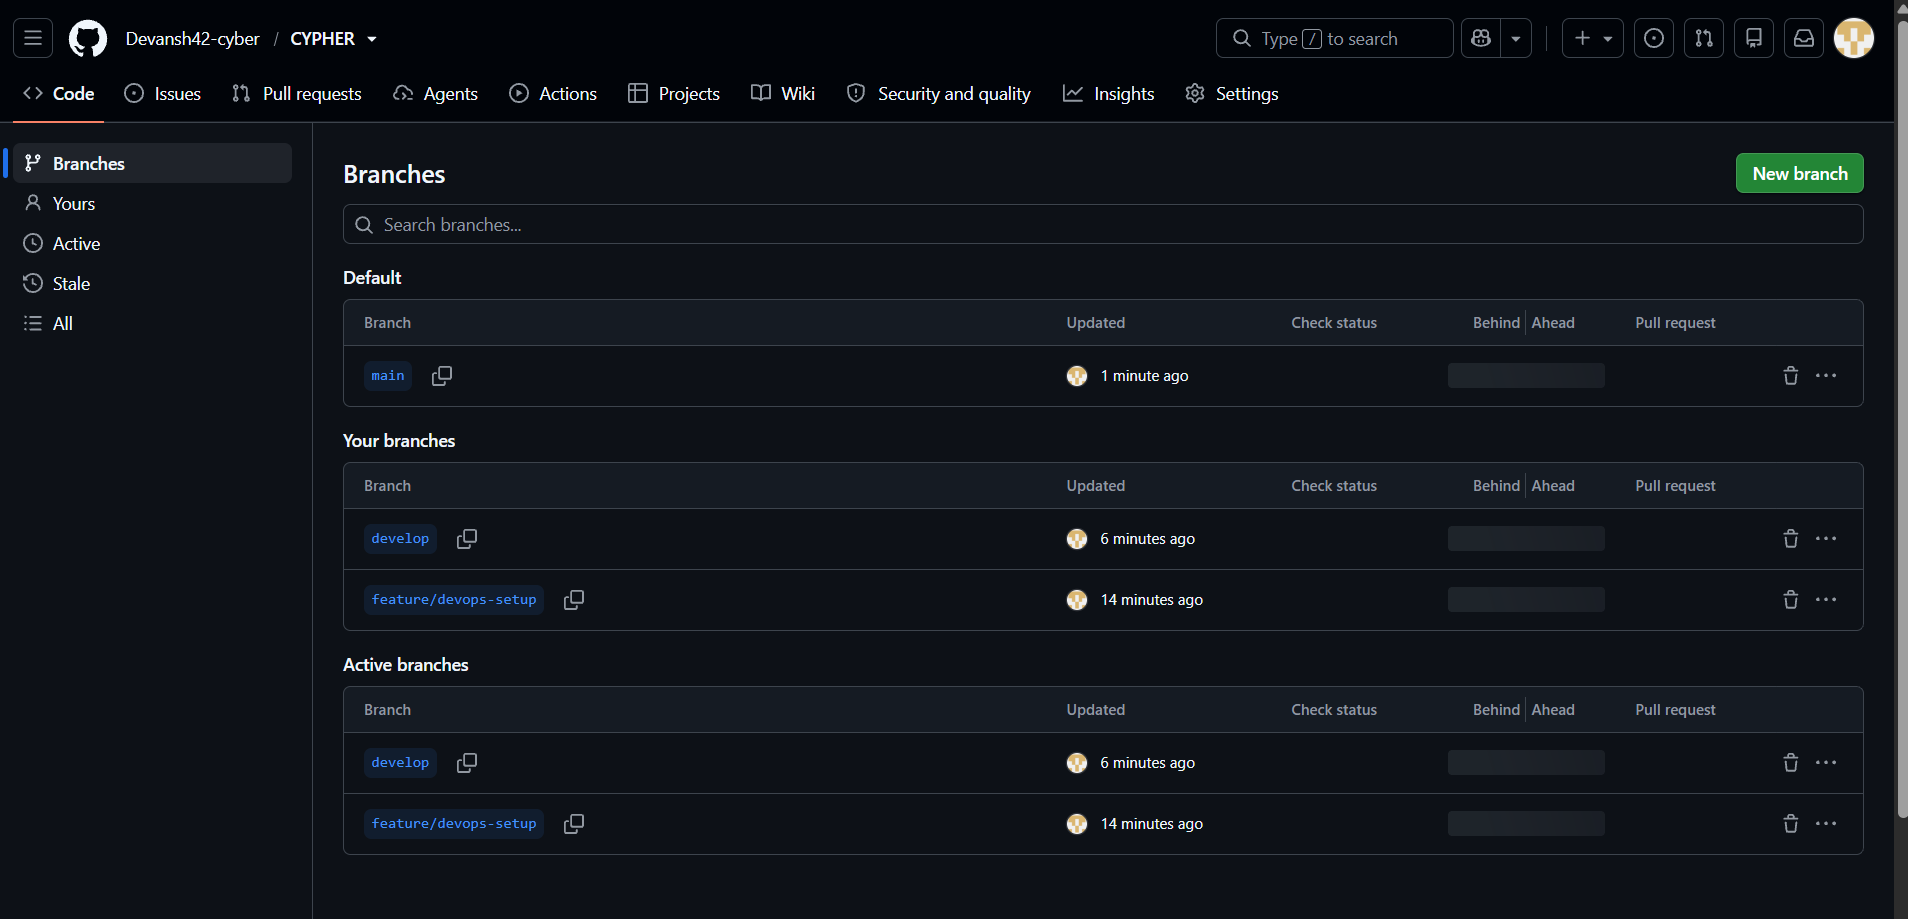 Devansh42-cyber / CYPHER
Type / to search
Code
Issues
Pull requests
Agents
Actions
Projects
Wiki
Security and quality
Insights
Settings
Branches
Yours
Active
Stale
All
Branches
New branch
Search branches...
Default
Branch Updated Check status Behind Ahead Pull request
main 1 minute ago
Your branches
Branch Updated Check status Behind Ahead Pull request
develop 6 minutes ago
feature/devops-setup 14 minutes ago
Active branches
Branch Updated Check status Behind Ahead Pull request
develop 6 minutes ago
feature/devops-setup 14 minutes ago